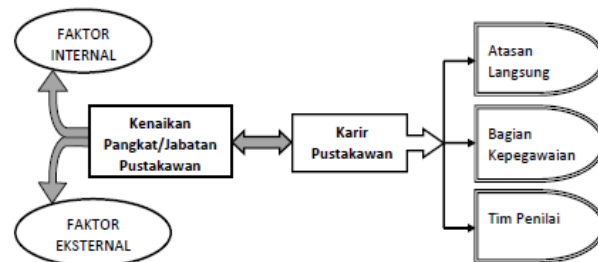 FAKTOR
INTERNAL
Kenaikan
Pangkat/Jabatan
Pustakawan
FAKTOR
EKSTERNAL
Karir
Pustakawan
Atasan
Langsung
Bagian
Kepegawaian
Tim Penilai